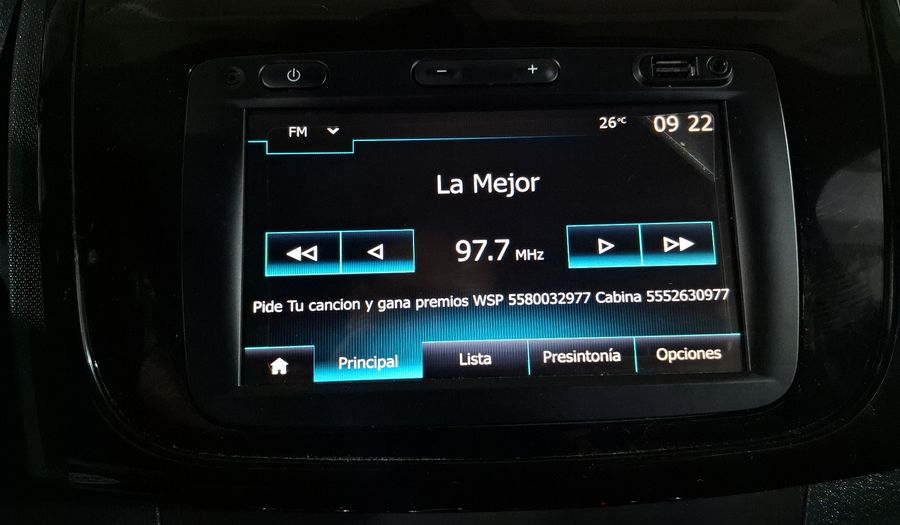 FM
26°C
09 22
La Mejor
97.7 MHz
Pide Tu cancion y gana premios WSP 5580032977 Cabina 5552630977
Principal
Lista
Presintonía
Opciones